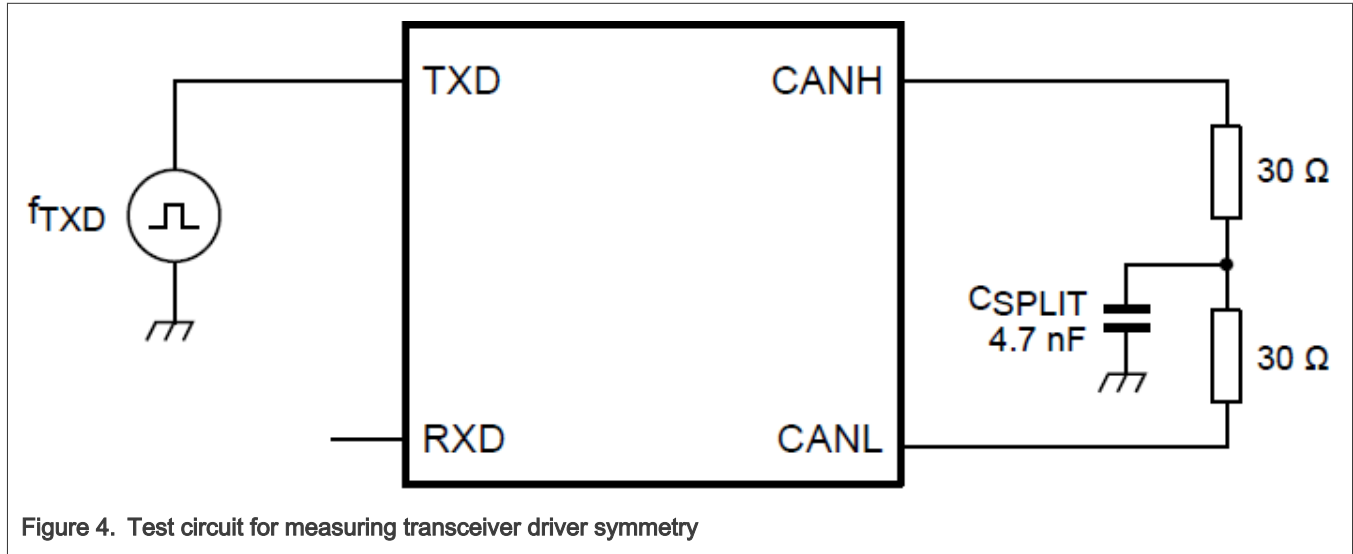 TXD
CANH
30 Ω
fTXD
CSPLIT
4.7 nF
30 Ω
RXD
CANL
Figure 4. Test circuit for measuring transceiver driver symmetry